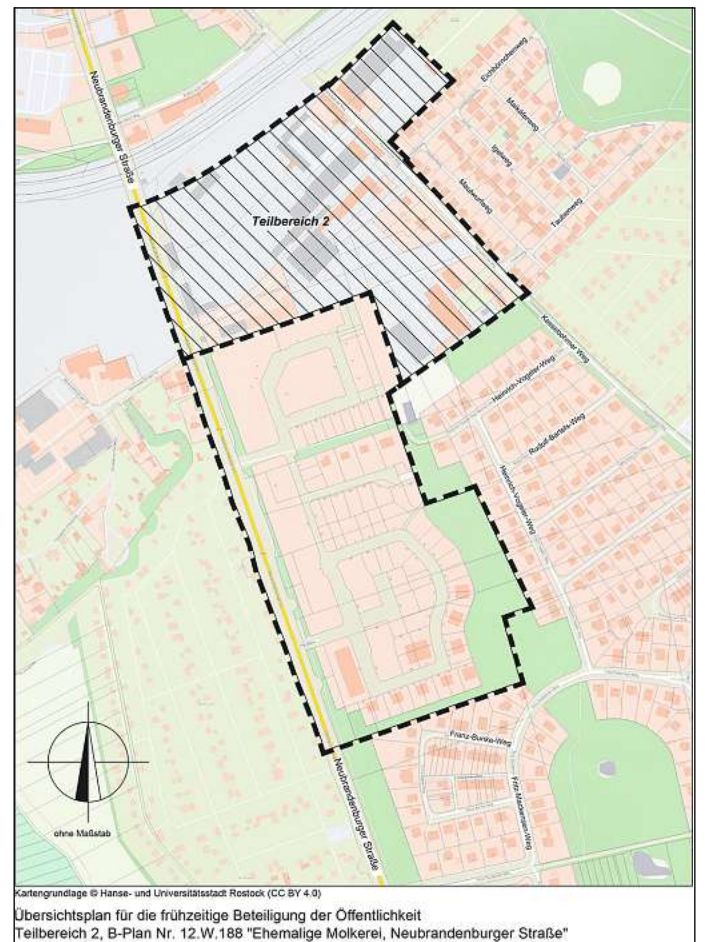 Neubrandenburger Straße
Eichhörnchenweg
Maikäferweg
Igelweg
Maulwurfweg
Taubenweg
Teilbereich 2
Kassebohmer Weg
Heinrich-Vogeler-Weg
Rudolf-Bartels-Weg
Heinrich-Vogeler-Weg
Franz-Bunke-Weg
Fritz-Mackensen-Weg
Neubrandenburger Straße
ohne Maßstab
Kartengrundlage © Hanse- und Universitätsstadt Rostock (CC BY 4.0)
Übersichtsplan für die frühzeitige Beteiligung der Öffentlichkeit
Teilbereich 2, B-Plan Nr. 12.W.188 "Ehemalige Molkerei, Neubrandenburger Straße"